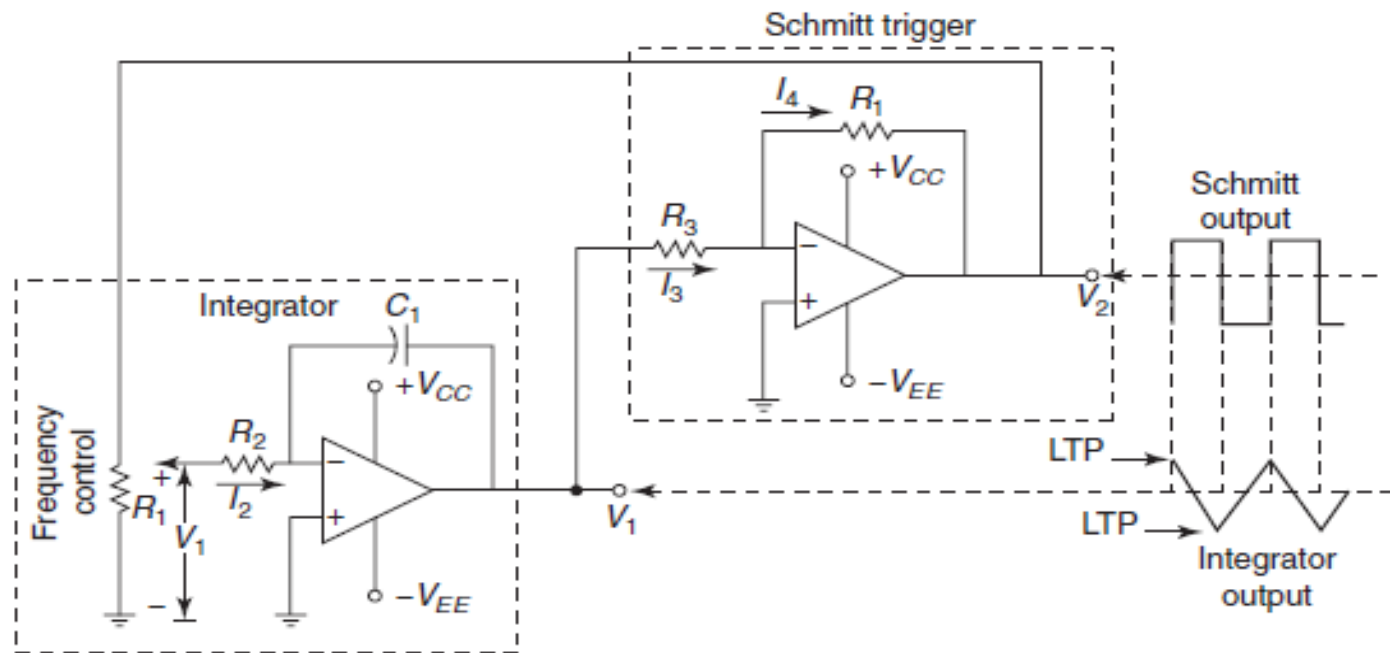 Schmitt trigger
I4
R1
+VCC
R3
I3
Schmitt
output
V2
−
+
−VEE
Integrator
C1
+VCC
Frequency
control
R2
+
I2
R1
V1
−
−
+
−VEE
V1
LTP
LTP
Integrator
output